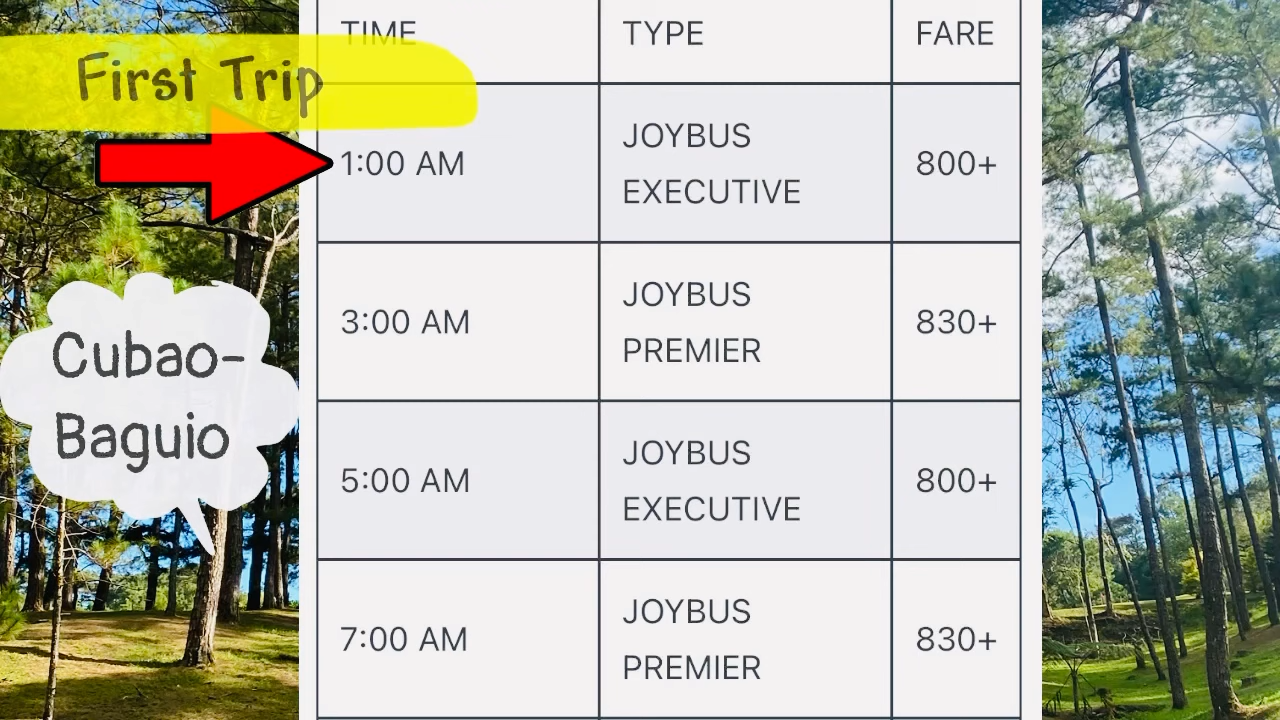 TIME TYPE FARE
First Trip
1:00 AM JOYBUS EXECUTIVE 800+
3:00 AM JOYBUS PREMIER 830+
Cubao-
Baguio
5:00 AM JOYBUS EXECUTIVE 800+
7:00 AM JOYBUS PREMIER 830+